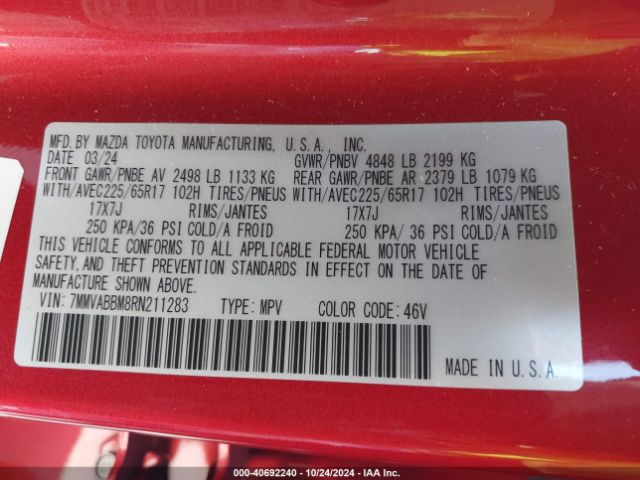 MFD. BY MAZDA TOYOTA MANUFACTURING, U.S.A., INC.
DATE 03/24 GVWR/PNBV 4848 LB 2199 KG
FRONT GAWR/PNBE AV 2498 LB 1133 KG REAR GAWR/PNBE AR 2379 LB 1079 KG
WITH/AVEC225/65R17 102H TIRES/PNEUS WITH/AVEC225/65R17 102H TIRES/PNEUS
17X7J RIMS/JANTES 17X7J RIMS/JANTES
250 KPA/36 PSI COLD/A FROID 250 KPA/ 36 PSI COLD/A FROID
THIS VEHICLE CONFORMS TO ALL APPLICABLE FEDERAL MOTOR VEHICLE
SAFETY AND THEFT PREVENTION STANDARDS IN EFFECT ON THE DATE OF
MANUFACTURE SHOWN ABOVE.
VIN: 7MMVABBM8RN211283 TYPE: MPV COLOR CODE: 46V
MADE IN U.S.A.
000-40692240 - 10/24/2024 - IAA Inc.